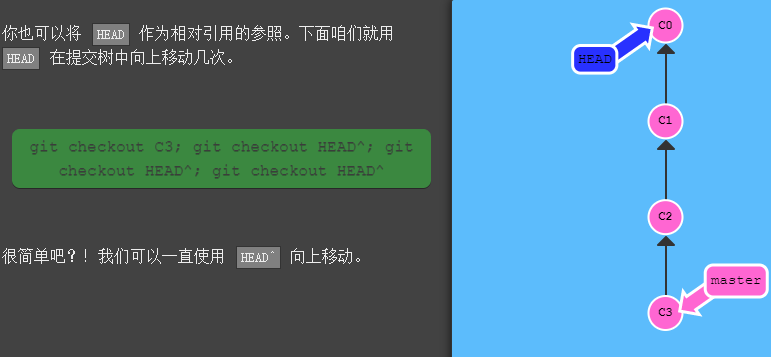 你也可以将 HEAD 作为相对引用的参照。下面咱们就用
HEAD 在提交树中向上移动几次。
git checkout C3; git checkout HEAD^; git
checkout HEAD^; git checkout HEAD^
很简单吧？！我们可以一直使用 HEAD^ 向上移动。
C0
HEAD
C1
C2
master
C3